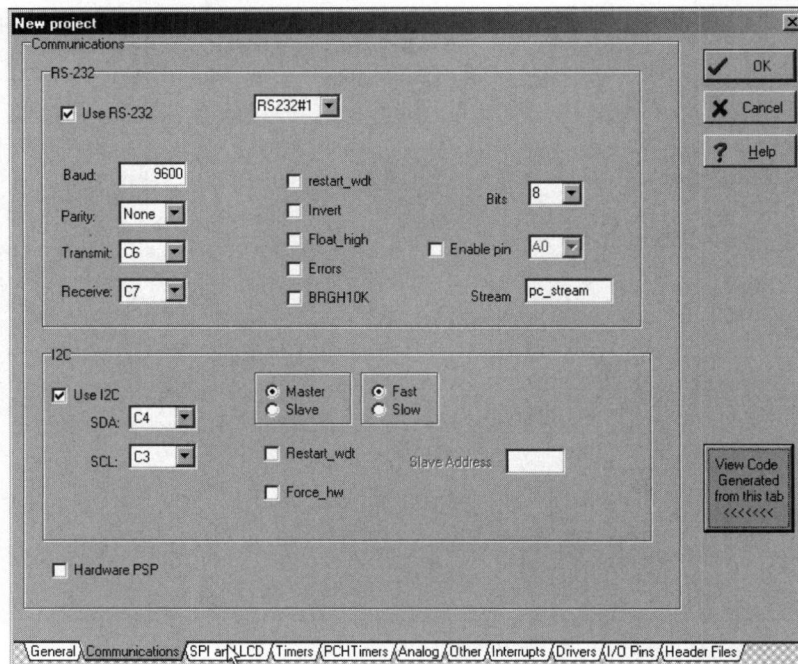 New project
Communications
RS-232
Use RS-232
RS232#1
Baud: 9600
Parity: None
Transmit: C6
Receive: C7
restart_wdt
Invert
Float_high
Errors
BRGH10K
Bits 8
Enable pin A0
Stream pc_stream
I2C
Use I2C
SDA: C4
SCL: C3
Master
Slave
Fast
Slow
Restart_wdt
Force_hw
Slave Address
Hardware PSP
OK
Cancel
Help
View Code
Generated
from this tab
<<<<<<<
General Communications SPI and LCD Timers PCHTimers Analog Other Interrupts Drivers I/O Pins Header Files